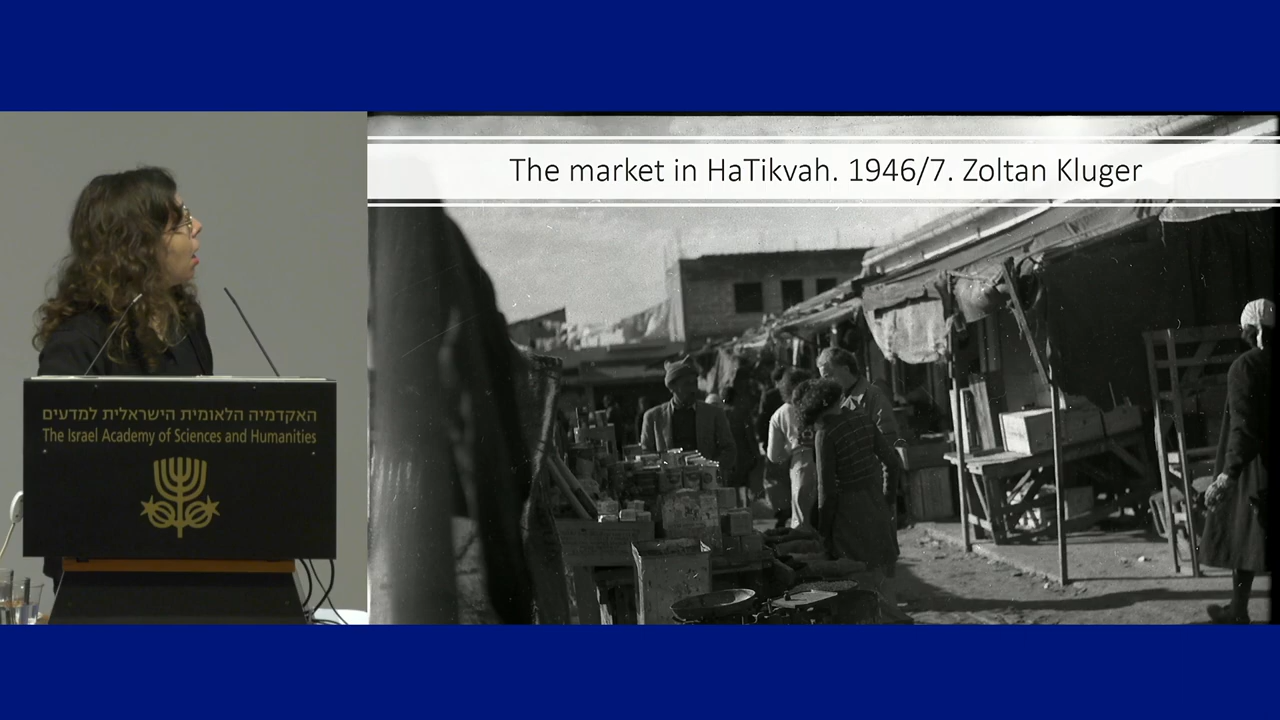 The market in HaTikvah. 1946/7. Zoltan Kluger
האקדמיה הלאומית הישראלית למדעים
The Israel Academy of Sciences and Humanities